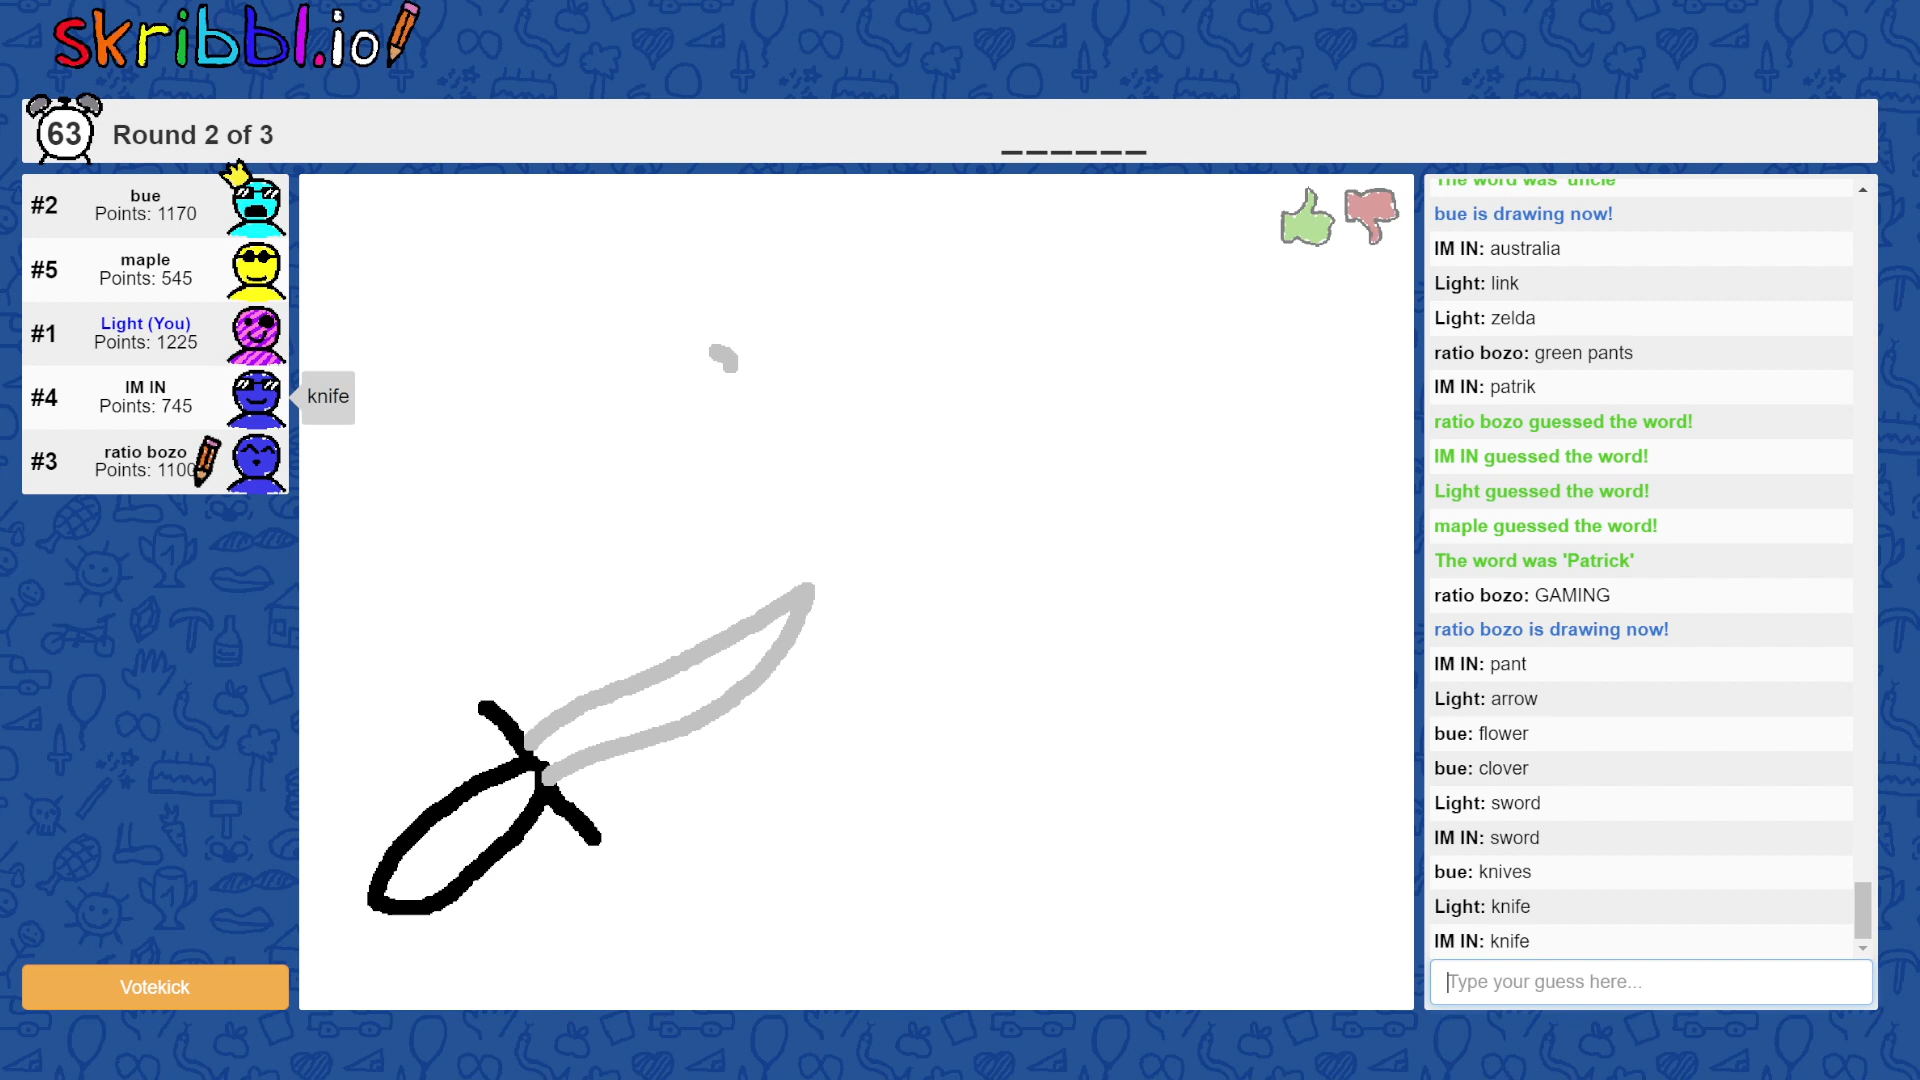 skribbl.io
63
Round 2 of 3
______
#2
bue
Points: 1170
#5
maple
Points: 545
#1
Light (You)
Points: 1225
#4
IM IN
Points: 745
knife
#3
ratio bozo
Points: 1100
Votekick
The word was 'uncle'
bue is drawing now!
IM IN: australia
Light: link
Light: zelda
ratio bozo: green pants
IM IN: patrik
ratio bozo guessed the word!
IM IN guessed the word!
Light guessed the word!
maple guessed the word!
The word was 'Patrick'
ratio bozo: GAMING
ratio bozo is drawing now!
IM IN: pant
Light: arrow
bue: flower
bue: clover
Light: sword
IM IN: sword
bue: knives
Light: knife
IM IN: knife
Type your guess here...